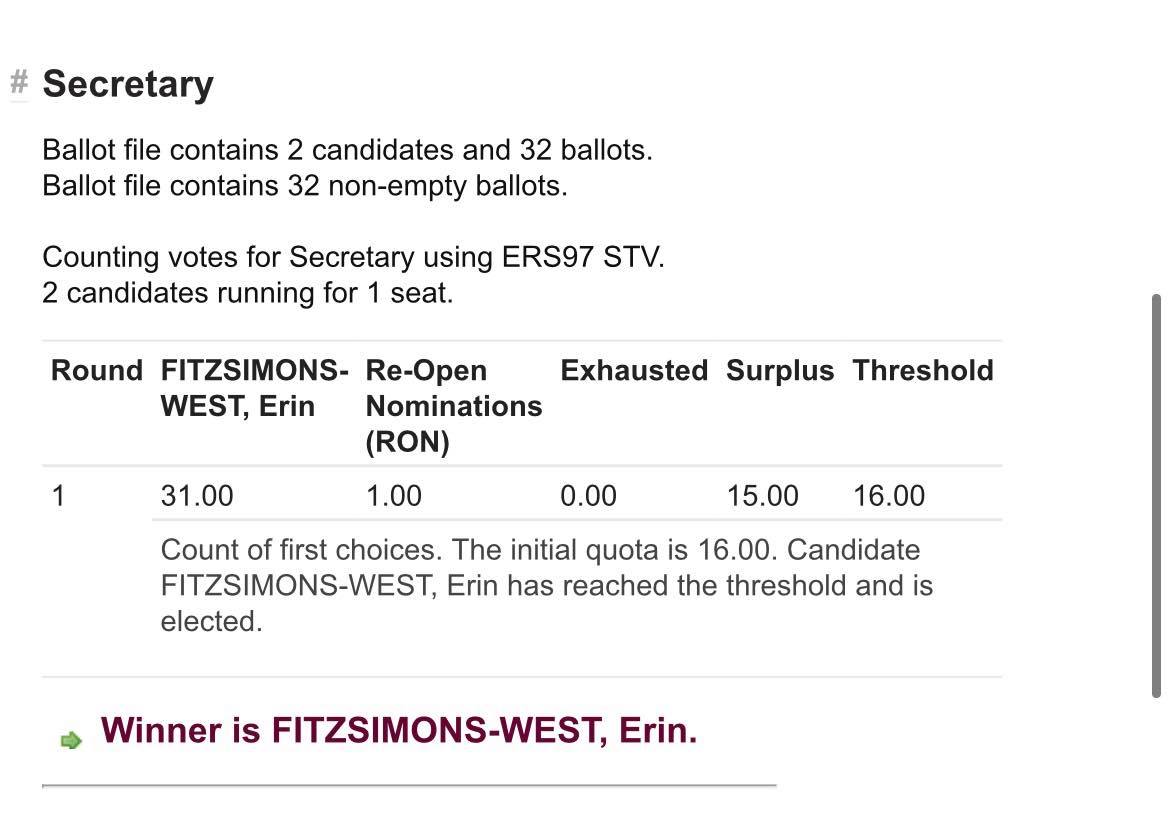 # Secretary
Ballot file contains 2 candidates and 32 ballots.
Ballot file contains 32 non-empty ballots.
Counting votes for Secretary using ERS97 STV.
2 candidates running for 1 seat.
Round FITZSIMONS-WEST, Erin Re-Open Nominations (RON) Exhausted Surplus Threshold
1 31.00 1.00 0.00 15.00 16.00
Count of first choices. The initial quota is 16.00. Candidate
FITZSIMONS-WEST, Erin has reached the threshold and is
elected.
Winner is FITZSIMONS-WEST, Erin.